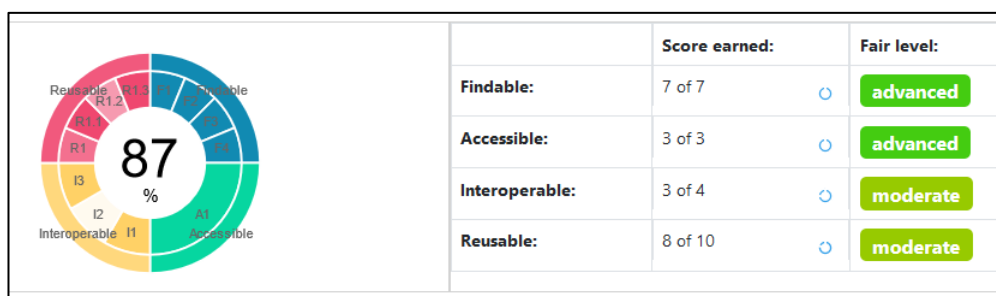 Score earned:
Fair level:
Findable:
7 of 7
advanced
Accessible:
3 of 3
advanced
Interoperable:
3 of 4
moderate
Reusable:
8 of 10
moderate
Reusable
Findable
R1.3
F1
R1.2
F2
R1.1
F3
R1
F4
87
%
I3
I2
A1
Interoperable
I1
Accessible